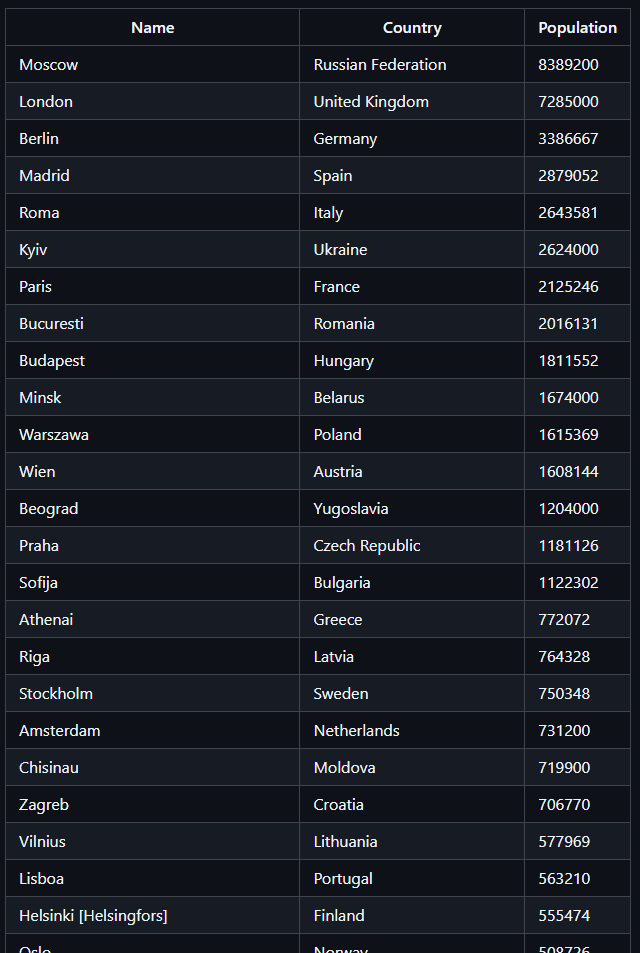 Name Country Population
Moscow Russian Federation 8389200
London United Kingdom 7285000
Berlin Germany 3386667
Madrid Spain 2879052
Roma Italy 2643581
Kyiv Ukraine 2624000
Paris France 2125246
Bucuresti Romania 2016131
Budapest Hungary 1811552
Minsk Belarus 1674000
Warszawa Poland 1615369
Wien Austria 1608144
Beograd Yugoslavia 1204000
Praha Czech Republic 1181126
Sofija Bulgaria 1122302
Athenai Greece 772072
Riga Latvia 764328
Stockholm Sweden 750348
Amsterdam Netherlands 731200
Chisinau Moldova 719900
Zagreb Croatia 706770
Vilnius Lithuania 577969
Lisboa Portugal 563210
Helsinki [Helsingfors] Finland 555474
Oslo Norway 508726